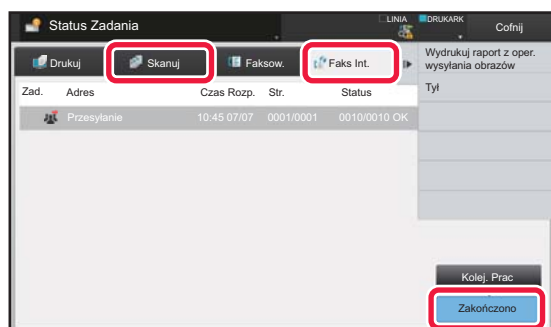 Status Zadania
LINIA
DRUKARK
Cofnij
Drukuj
Skanuj
Faksow.
Faks Int.
Wydrukuj raport z oper.
wysyłania obrazów
Tył
Zad. Adres Czas Rozp. Str. Status
Przesyłanie 10:45 07/07 0001/0001 0010/0010 OK
Kolej. Prac
Zakończono